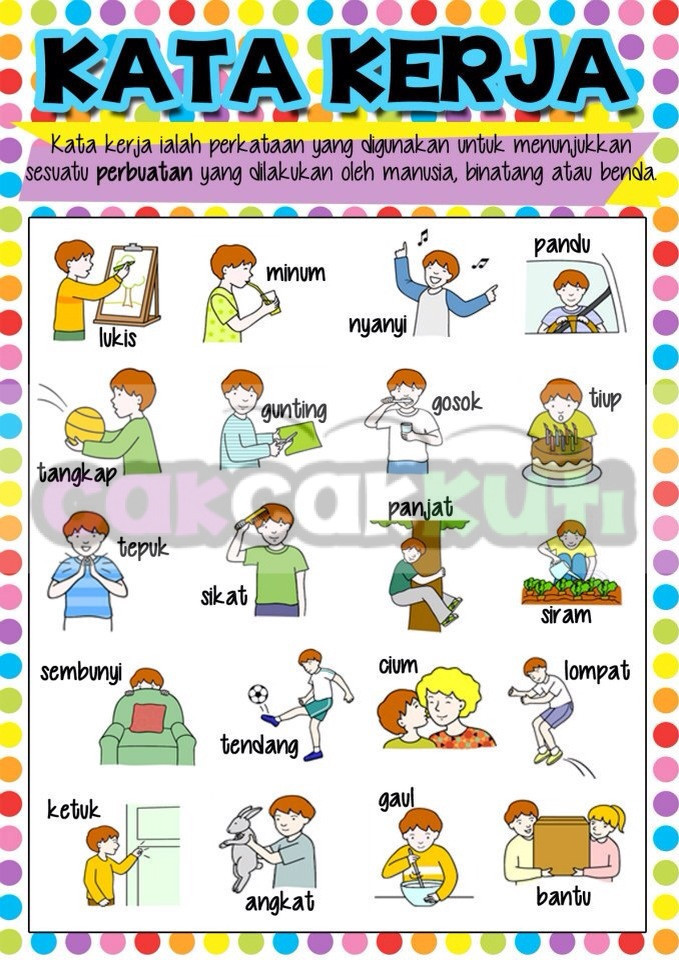 KATA KERJA
Kata kerja ialah perkataan yang digunakan untuk menunjukkan
sesuatu perbuatan yang dilakukan oleh manusia, binatang atau benda.
lukis
minum
nyanyi
pandu
tangkap
gunting
gosok
tiup
cakcakkuti
tepuk
sikat
panjat
siram
sembunyi
tendang
cium
lompat
ketuk
angkat
gaul
bantu